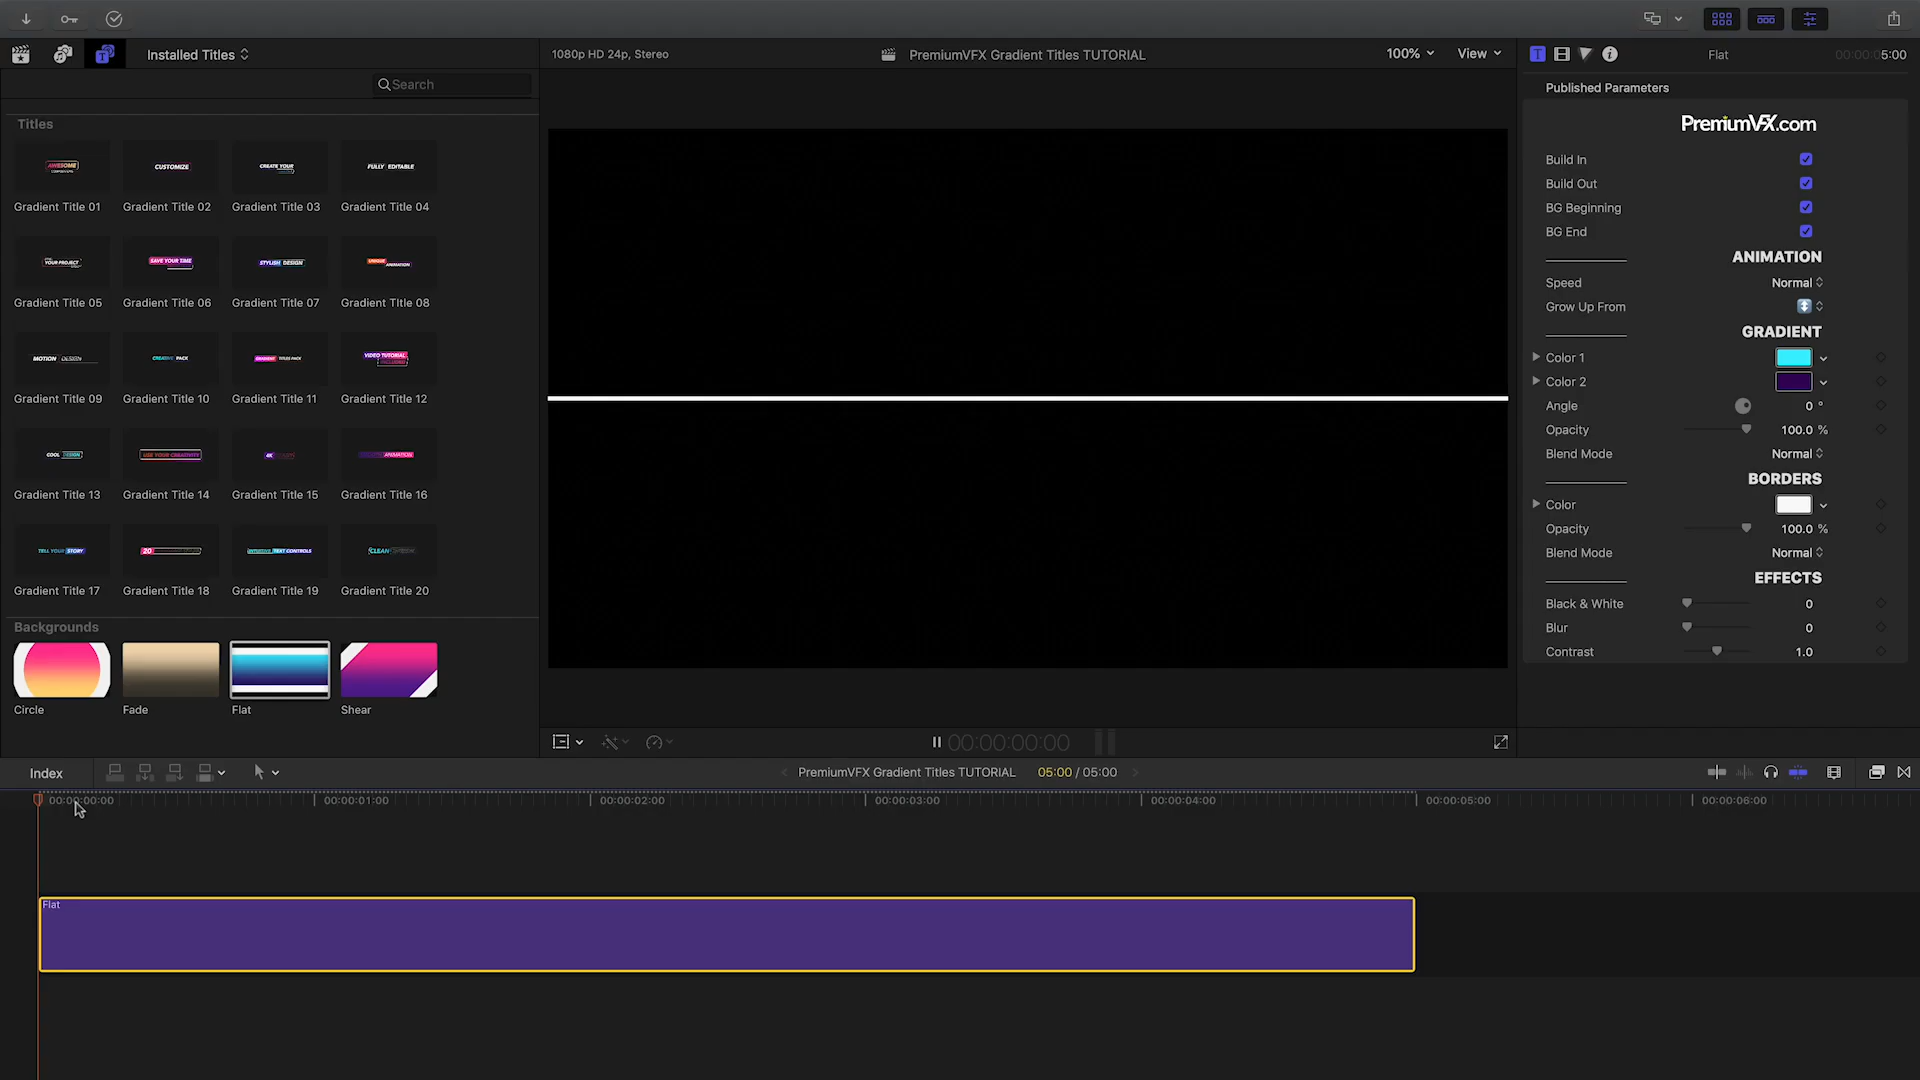 Installed Titles
1080p HD 24p, Stereo
PremiumVFX Gradient Titles TUTORIAL
100%
View
Flat
00:00:05:00
Search
Published Parameters
PremiumVFX.com
Titles
AWESOME
CUSTOMIZE
CREATE YOUR
FULLY EDITABLE
Gradient Title 01
Gradient Title 02
Gradient Title 03
Gradient Title 04
YOUR PROJECT
SAVE YOUR TIME
STYLISH DESIGN
UNIQUE
ANIMATION
Gradient Title 05
Gradient Title 06
Gradient Title 07
Gradient Title 08
MOTION DESIGN
CREATIVE PACK
GRADIENT TITLES PACK
VIDEO TUTORIAL
INCLUDED
Gradient Title 09
Gradient Title 10
Gradient Title 11
Gradient Title 12
COOL DESIGN
USE YOUR CREATIVITY
4K
ANIMATION
Gradient Title 13
Gradient Title 14
Gradient Title 15
Gradient Title 16
TELL YOUR STORY
20
TEXT CONTROLS
CLEAN
Gradient Title 17
Gradient Title 18
Gradient Title 19
Gradient Title 20
Backgrounds
Circle
Fade
Flat
Shear
Build In
Build Out
BG Beginning
BG End
ANIMATION
Speed
Normal
Grow Up From
GRADIENT
Color 1
Color 2
Angle
0 °
Opacity
100.0 %
Blend Mode
Normal
BORDERS
Color
Opacity
100.0 %
Blend Mode
Normal
EFFECTS
Black & White
0
Blur
0
Contrast
1.0
00:00:00:00
Index
PremiumVFX Gradient Titles TUTORIAL
05:00 / 05:00
00:00:00:00
00:00:01:00
00:00:02:00
00:00:03:00
00:00:04:00
00:00:05:00
00:00:06:00
Flat